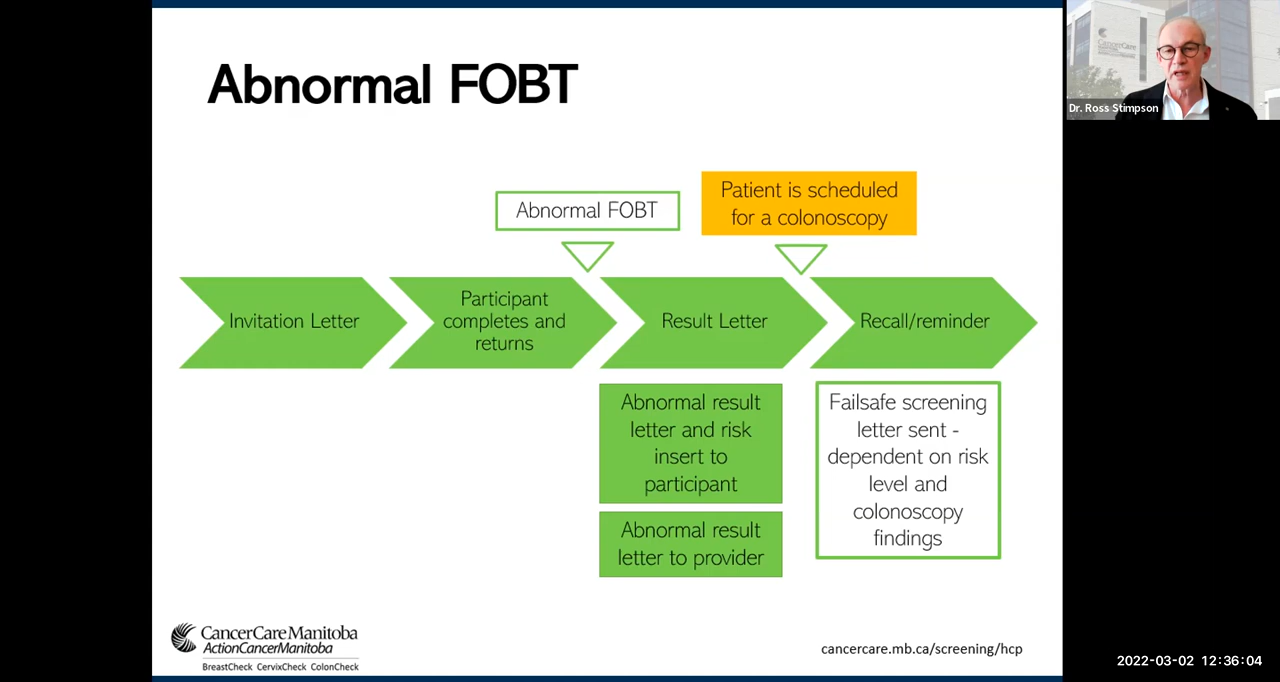 Abnormal FOBT
Dr. Ross Stimpson
CancerCare
Abnormal FOBT
Patient is scheduled
for a colonoscopy
Invitation Letter
Participant
completes and
returns
Result Letter
Recall/reminder
Abnormal result
letter and risk
insert to
participant
Abnormal result
letter to provider
Failsafe screening
letter sent -
dependent on risk
level and
colonoscopy
findings
CancerCare Manitoba
ActionCancerManitoba
BreastCheck CervixCheck ColonCheck
cancercare.mb.ca/screening/hcp
2022-03-02 12:36:04